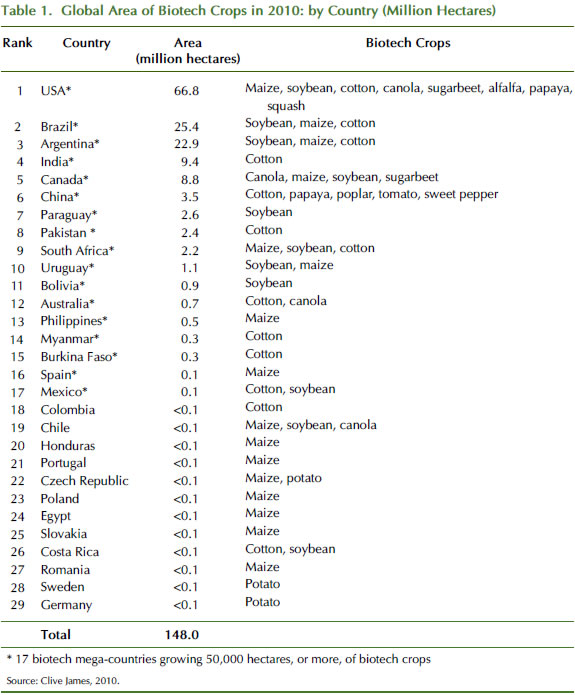 Table 1. Global Area of Biotech Crops in 2010: by Country (Million Hectares)
Rank Country Area (million hectares) Biotech Crops
1 USA* 66.8 Maize, soybean, cotton, canola, sugarbeet, alfalfa, papaya,
squash
2 Brazil* 25.4 Soybean, maize, cotton
3 Argentina* 22.9 Soybean, maize, cotton
4 India* 9.4 Cotton
5 Canada* 8.8 Canola, maize, soybean, sugarbeet
6 China* 3.5 Cotton, papaya, poplar, tomato, sweet pepper
7 Paraguay* 2.6 Soybean
8 Pakistan * 2.4 Cotton
9 South Africa* 2.2 Maize, soybean, cotton
10 Uruguay* 1.1 Soybean, maize
11 Bolivia* 0.9 Soybean
12 Australia* 0.7 Cotton, canola
13 Philippines* 0.5 Maize
14 Myanmar* 0.3 Cotton
15 Burkina Faso* 0.3 Cotton
16 Spain* 0.1 Maize
17 Mexico* 0.1 Cotton, soybean
18 Colombia <0.1 Cotton
19 Chile <0.1 Maize, soybean, canola
20 Honduras <0.1 Maize
21 Portugal <0.1 Maize
22 Czech Republic <0.1 Maize, potato
23 Poland <0.1 Maize
24 Egypt <0.1 Maize
25 Slovakia <0.1 Maize
26 Costa Rica <0.1 Cotton, soybean
27 Romania <0.1 Maize
28 Sweden <0.1 Potato
29 Germany <0.1 Potato
Total 148.0
* 17 biotech mega-countries growing 50,000 hectares, or more, of biotech crops
Source: Clive James, 2010.